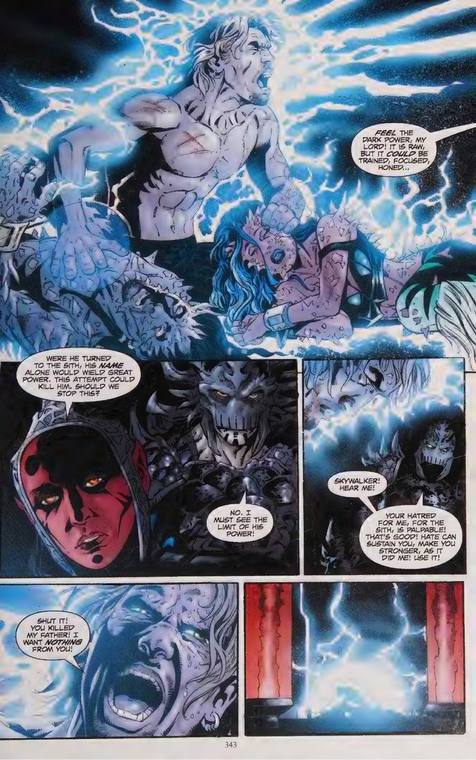 FEEL THE
DARK POWER, MY
LORD! IT IS RAW,
BUT IT COULD BE
TRAINED, FOCUSED,
HONED...
WERE HE TURNED
TO THE SITH, HIS NAME
ALONE WOULD WIELD GREAT
POWER. THIS ATTEMPT COULD
KILL HIM. SHOULD WE
STOP THIS?
NO. I
MUST SEE THE
LIMIT OF HIS
POWER!
SKYWALKER!
HEAR ME!
YOUR HATRED
FOR ME, FOR THE
SITH, IS PALPABLE!
THAT'S GOOD! HATE CAN
SUSTAIN YOU, MAKE YOU
STRONGER, AS IT
DID ME! USE IT!
SHUT IT!
YOU KILLED
MY FATHER! I
WANT NOTHING
FROM YOU!
343